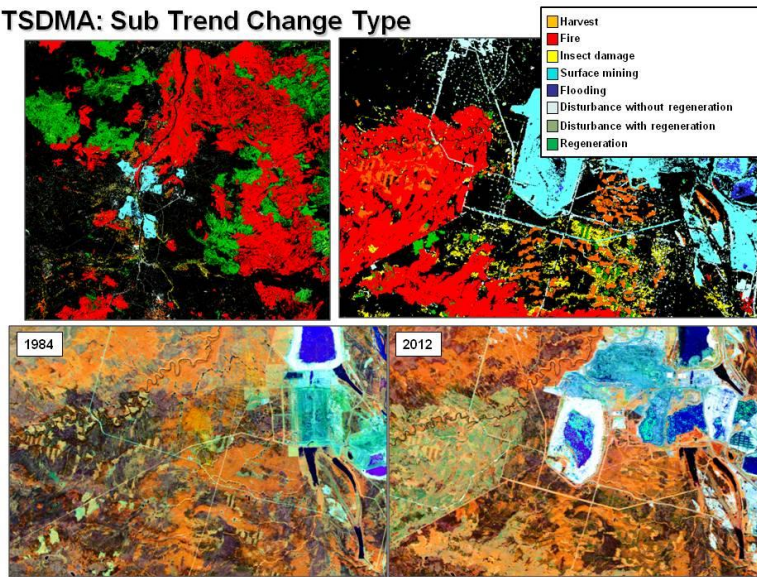 TSDMA: Sub Trend Change Type
Harvest
Fire
Insect damage
Surface mining
Flooding
Disturbance without regeneration
Disturbance with regeneration
Regeneration
1984
2012